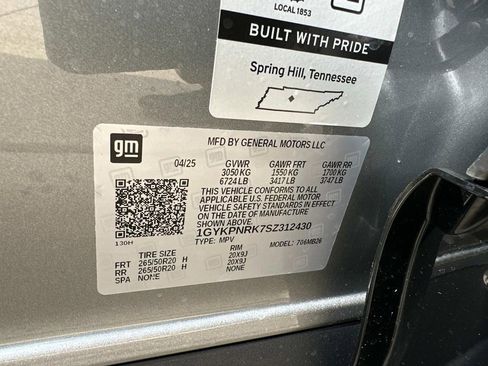 LOCAL1853
BUILT WITH PRIDE
Spring Hill, Tennessee
gm
MFD BY GENERAL MOTORS LLC
04/25 GVWR GAWR FRT GAWR RR
3050 KG 1550 KG 1700 KG
6724 LB 3417 LB 3747 LB
THIS VEHICLE CONFORMS TO ALL
APPLICABLE U.S. FEDERAL MOTOR
VEHICLE SAFETY STANDARDS IN EFFECT
ON THE DATE OF MANUFACTURE
SHOWN ABOVE.
1GYKPNRK7SZ312430
130H TYPE: MPV MODEL: 706MB26
TIRE SIZE RIM
FRT 265/50R20 H 20X9J
RR 265/50R20 H 20X9J
SPA NONE NONE